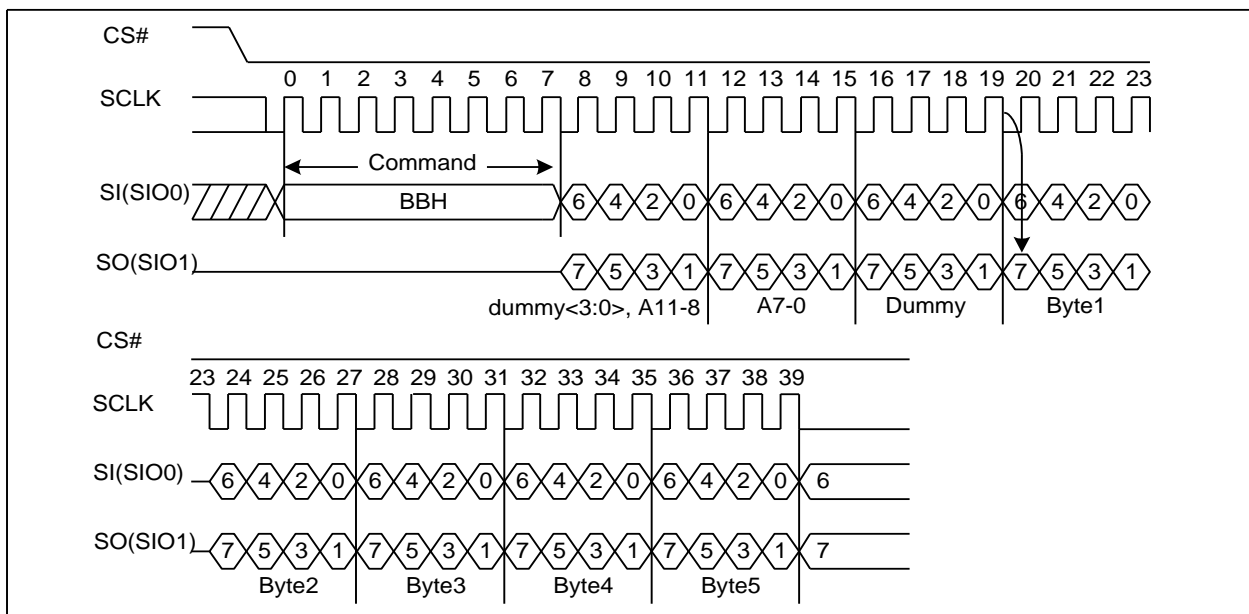 CS#
0 1 2 3 4 5 6 7 8 9 10 11 12 13 14 15 16 17 18 19 20 21 22 23
SCLK
Command
SI(SIO0)
BBH
6 4 2 0 6 4 2 0 6 4 2 0 6 4 2 0
SO(SIO1)
7 5 3 1 7 5 3 1 7 5 3 1 7 5 3 1
dummy<3:0>, A11-8 A7-0 Dummy Byte1
CS#
23 24 25 26 27 28 29 30 31 32 33 34 35 36 37 38 39
SCLK
SI(SIO0)
6 4 2 0 6 4 2 0 6 4 2 0 6 4 2 0 6
SO(SIO1)
7 5 3 1 7 5 3 1 7 5 3 1 7 5 3 1 7
Byte2 Byte3 Byte4 Byte5